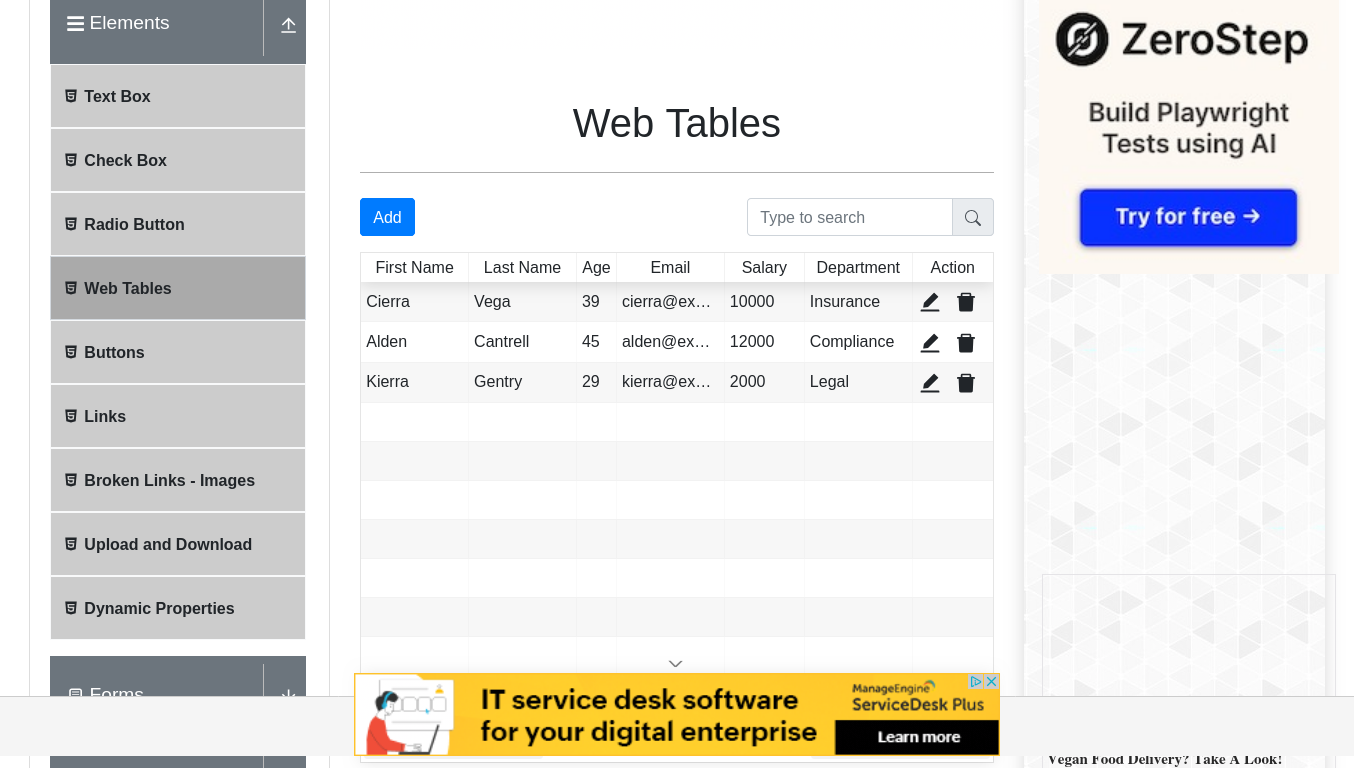 Elements
Text Box
Check Box
Radio Button
Web Tables
Buttons
Links
Broken Links - Images
Upload and Download
Dynamic Properties
Forms
Web Tables
Add
Type to search
First Name Last Name Age Email Salary Department Action
Cierra Vega 39 cierra@ex… 10000 Insurance
Alden Cantrell 45 alden@ex… 12000 Compliance
Kierra Gentry 29 kierra@ex… 2000 Legal
IT service desk software
for your digital enterprise
ManageEngine
ServiceDesk Plus
Learn more
ZeroStep
Build Playwright
Tests using AI
Try for free →
Vegan Food Delivery? Take A Look!